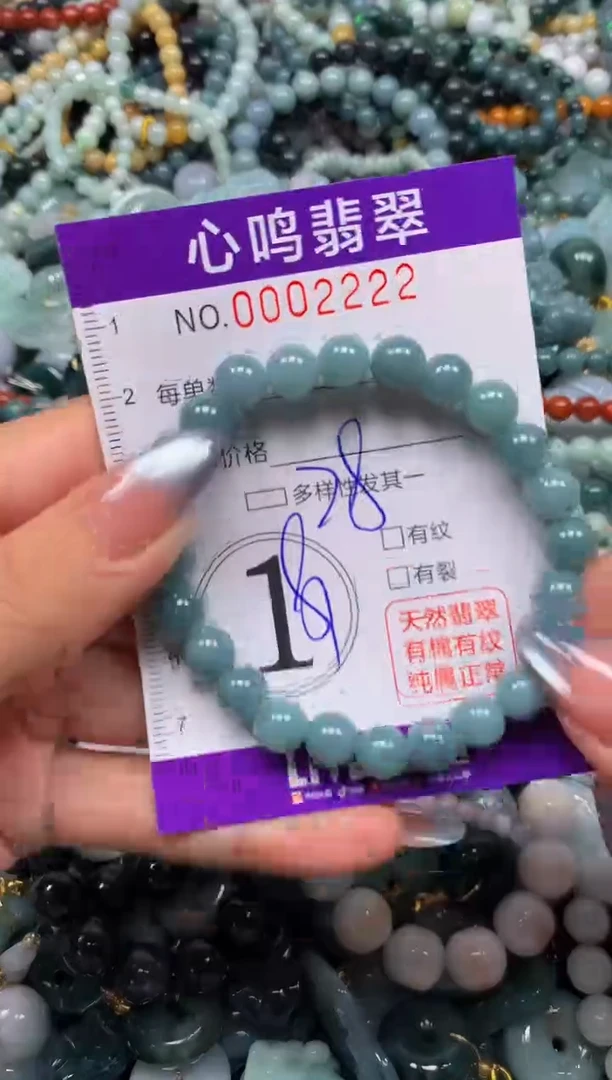 心鸣翡翠
NO.0002222
1
2
每单
价格
78
多样性发其一
有纹
有裂
1
天然翡翠
有棉有纹
纯属正常
7